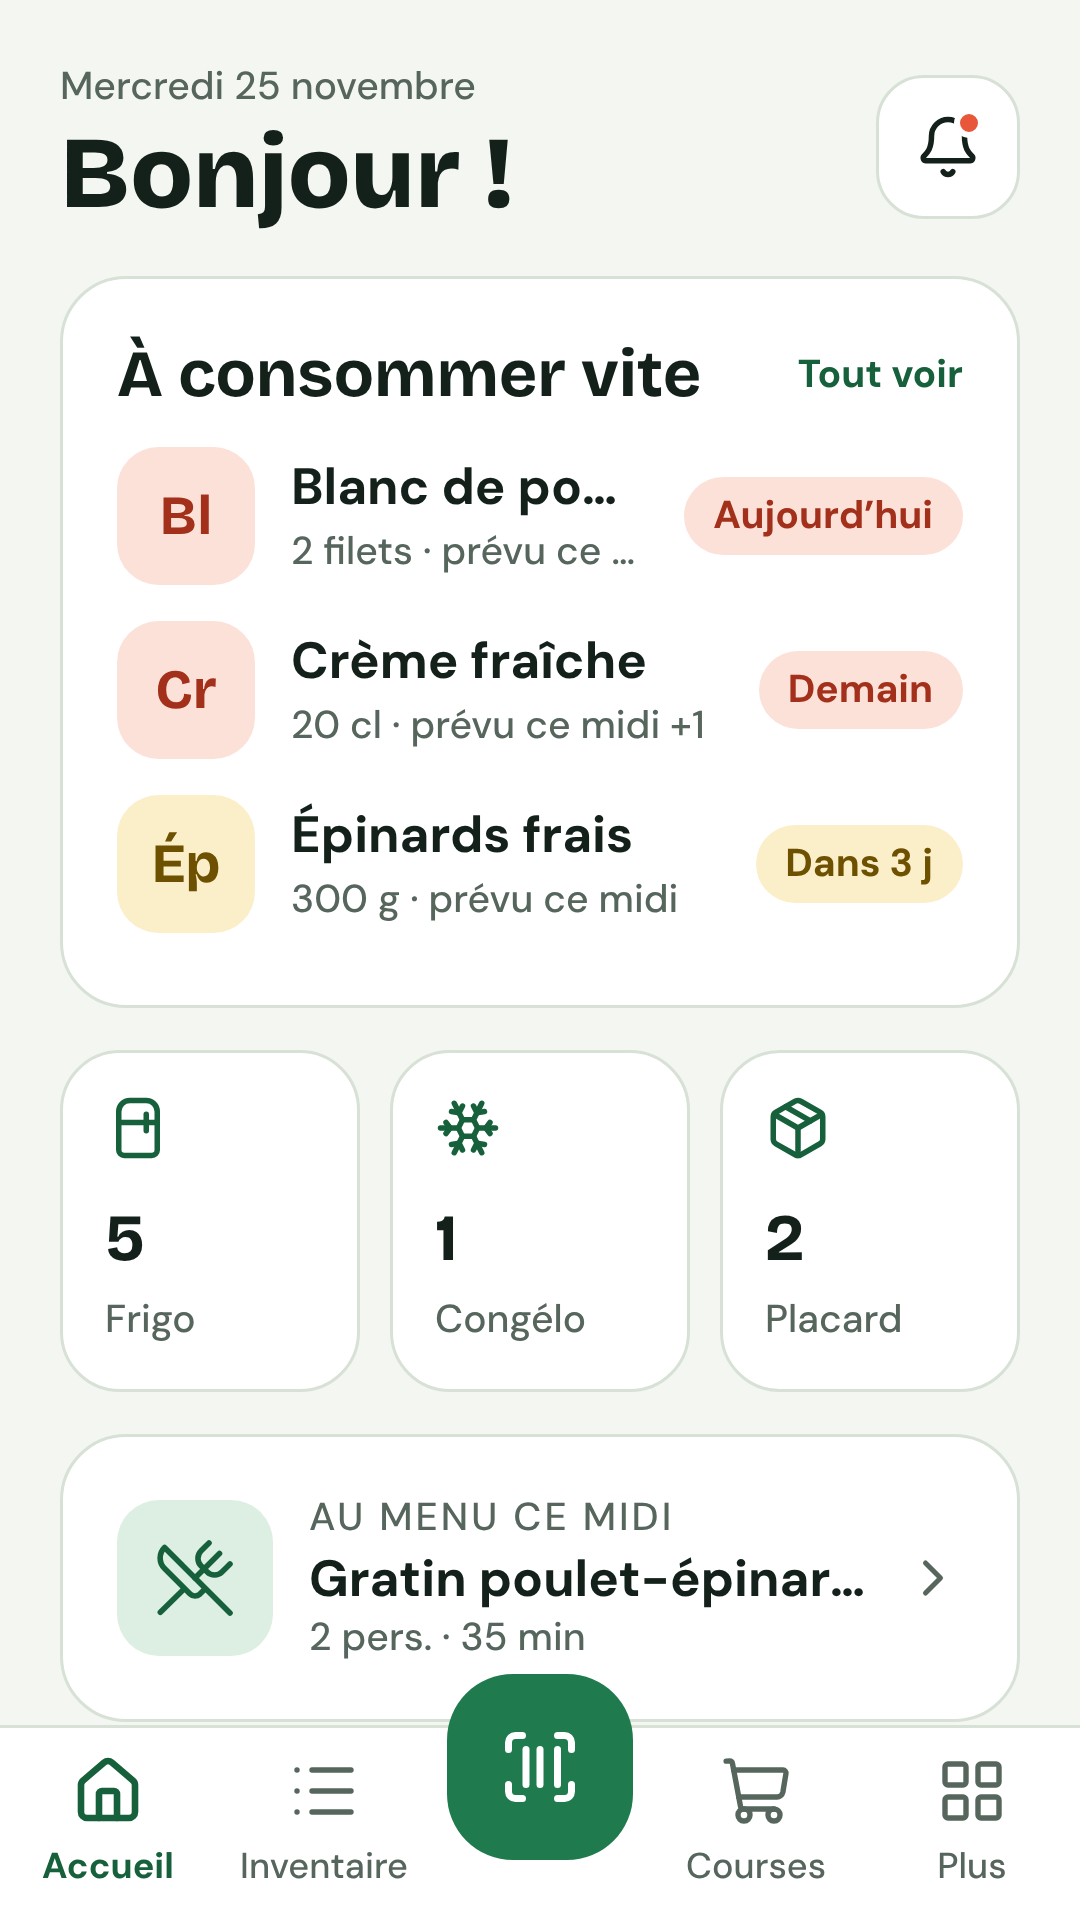 Mercredi 25 novembre
Bonjour !
À consommer vite
Tout voir
Bl
Blanc de po…
2 filets · prévu ce …
Aujourd’hui
Cr
Crème fraîche
20 cl · prévu ce midi +1
Demain
Ép
Épinards frais
300 g · prévu ce midi
Dans 3 j
5
Frigo
1
Congélo
2
Placard
AU MENU CE MIDI
Gratin poulet-épinar…
2 pers. · 35 min
Accueil
Inventaire
Courses
Plus